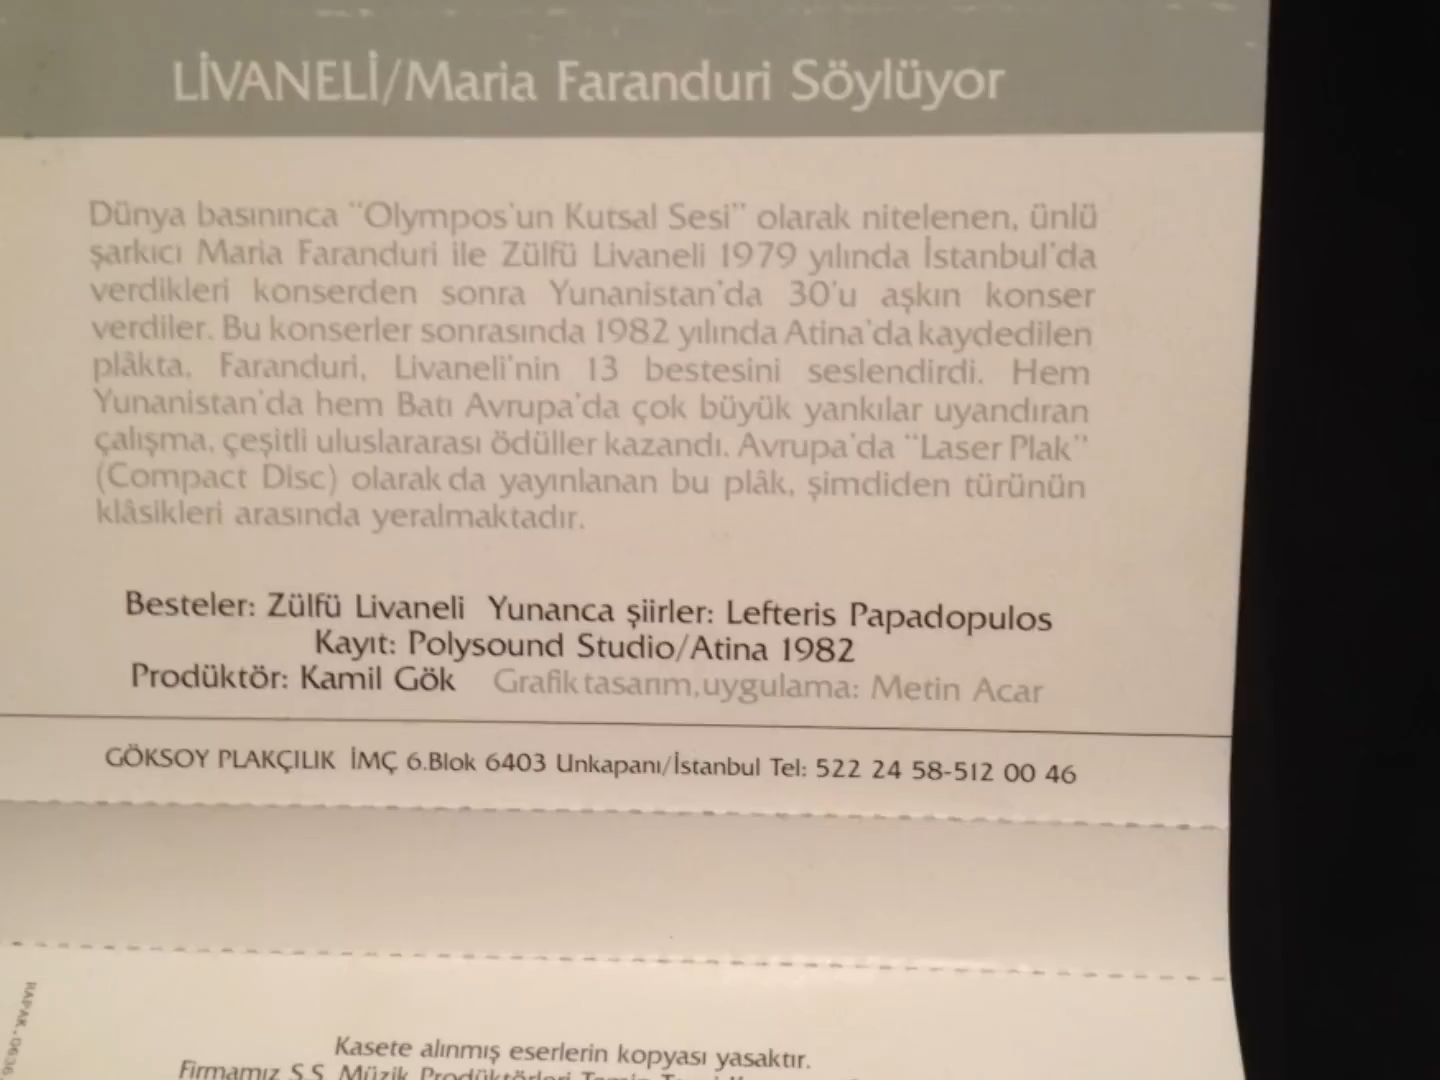 LİVANELİ/Maria Faranduri Söylüyor
Dünya basınınca "Olympos'un Kutsal Sesi" olarak nitelenen, ünlü
şarkıcı Maria Faranduri ile Zülfü Livaneli 1979 yılında İstanbul'da
verdikleri konserden sonra Yunanistan'da 30'u aşkın konser
verdiler. Bu konserler sonrasında 1982 yılında Atina'da kaydedilen
plâkta, Faranduri, Livaneli'nin 13 bestesini seslendirdi. Hem
Yunanistan'da hem Batı Avrupa'da çok büyük yankılar uyandıran
çalışma, çeşitli uluslararası ödüller kazandı. Avrupa'da "Laser Plak"
(Compact Disc) olarak da yayınlanan bu plâk, şimdiden türünün
klâsikleri arasında yeralmaktadır.
Besteler: Zülfü Livaneli Yunanca şiirler: Lefteris Papadopulos
Kayıt: Polysound Studio/Atina 1982
Prodüktör: Kamil Gök Grafik tasarım, uygulama: Metin Acar
GÖKSOY PLAKÇILIK İMÇ 6.Blok 6403 Unkapanı/İstanbul Tel: 522 24 58-512 00 46
Kasete alınmış eserlerin kopyası yasaktır.
Firmamız S.S. Müzik Prodüktörleri